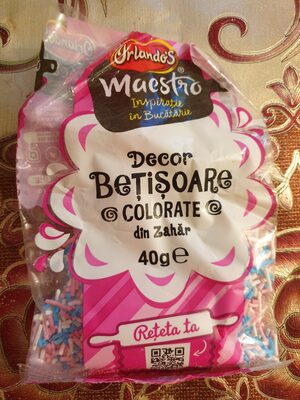 Orlando's
Maestro
Inspirație
în Bucătărie
Decor
BEȚIȘOARE
COLORATE
din Zahăr
40g e
Rețeta ta